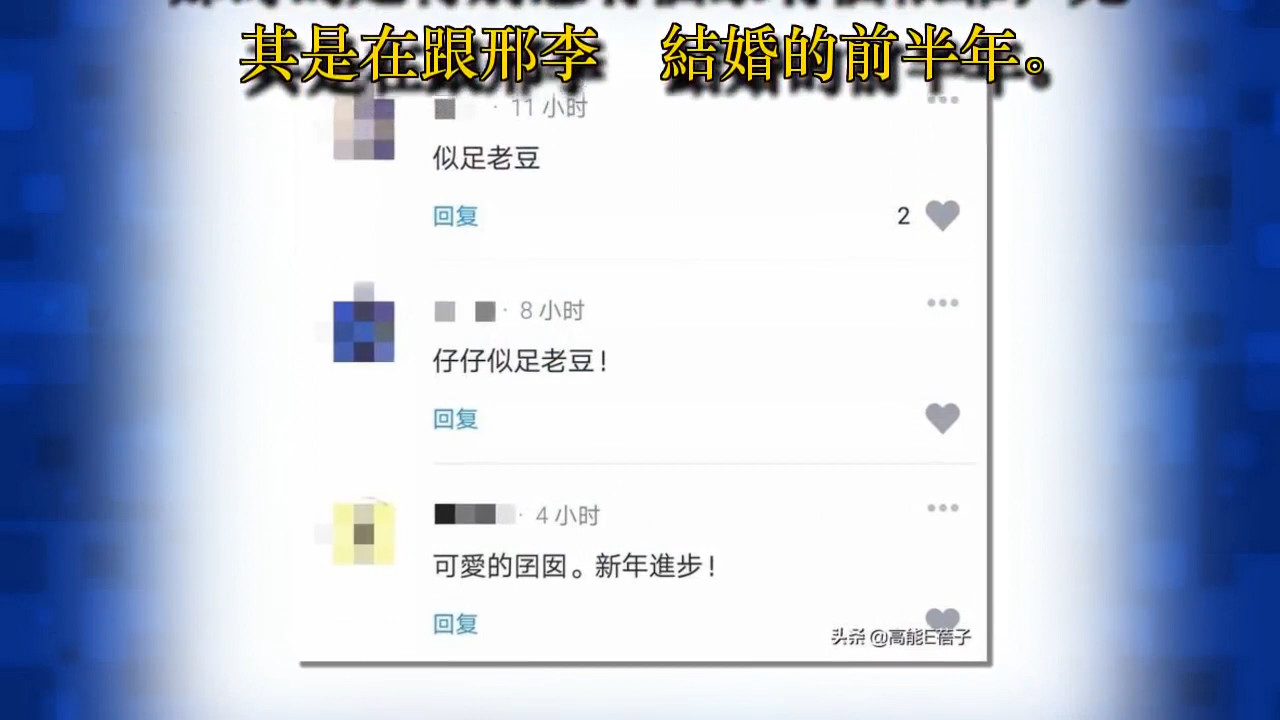 其是在跟邢李 結婚的前半年。
· 11 小时
似足老豆
回复
2
· 8 小时
仔仔似足老豆!
回复
· 4 小时
可愛的囝囡。新年進步!
回复
头条 @高能E蓓子